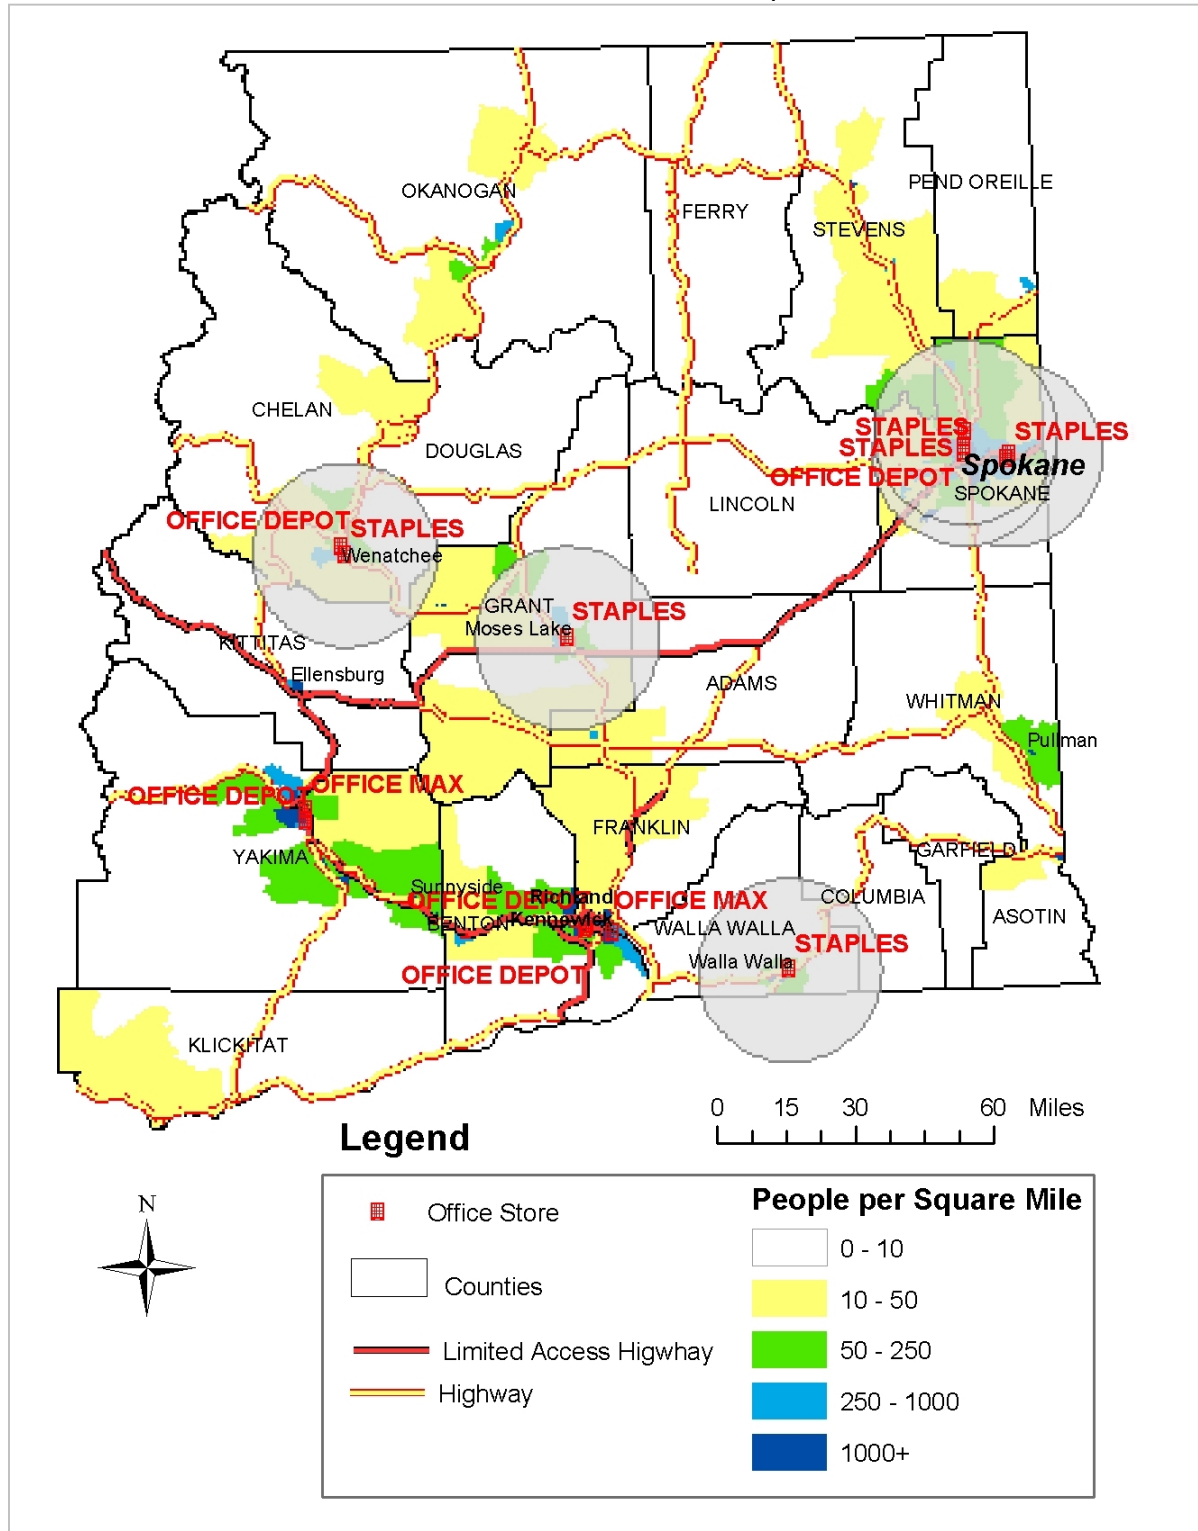 OKANOGAN
FERRY
PEND OREILLE
STEVENS
CHELAN
DOUGLAS
STAPLES
STAPLES
STAPLES
OFFICE DEPOT
Spokane
SPOKANE
LINCOLN
OFFICE DEPOT
STAPLES
Wenatchee
GRANT
STAPLES
Moses Lake
KITTITAS
Ellensburg
ADAMS
WHITMAN
Pullman
OFFICE MAX
OFFICE DEPOT
FRANKLIN
YAKIMA
GARFIELD
Sunnyside
OFFICE DEPOT
Richland
OFFICE MAX
COLUMBIA
ASOTIN
BENTON
Kennewick
WALLA WALLA
STAPLES
Walla Walla
OFFICE DEPOT
KLICKITAT
0 15 30 60 Miles
Legend
N
Office Store
Counties
Limited Access Higwhay
Highway
People per Square Mile
0 - 10
10 - 50
50 - 250
250 - 1000
1000+